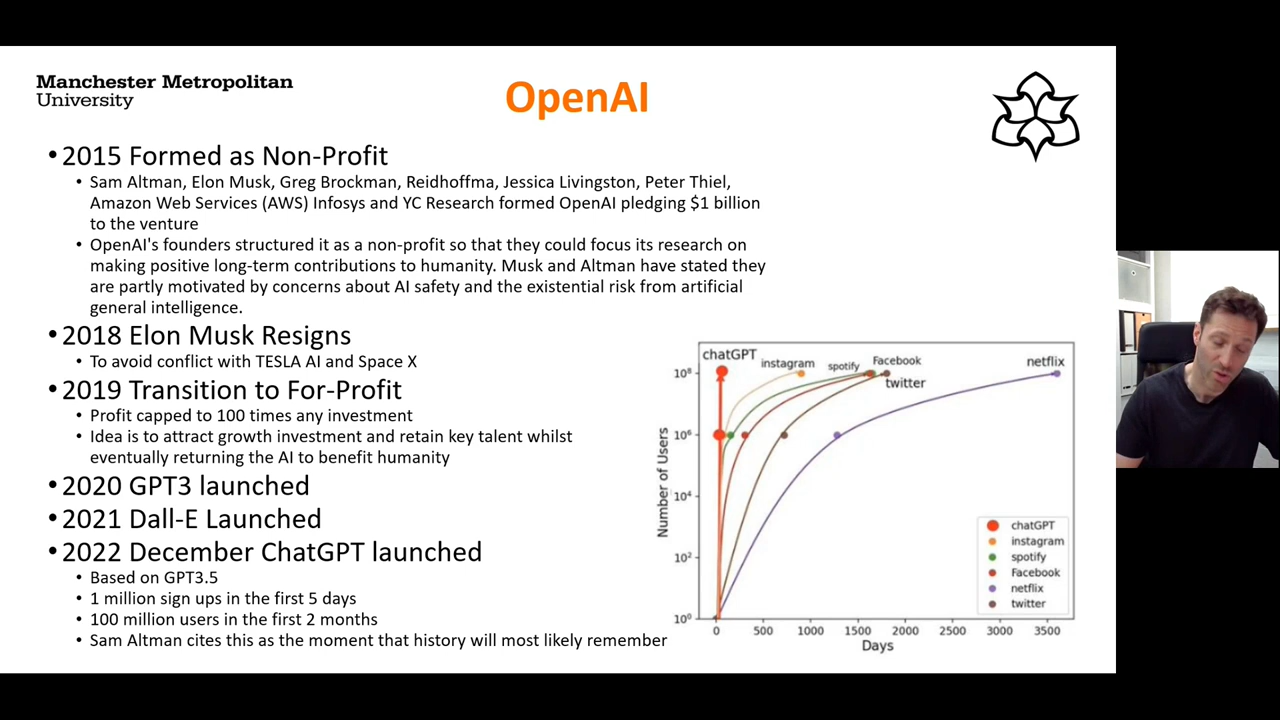 Manchester Metropolitan
University
OpenAI
•2015 Formed as Non-Profit
• Sam Altman, Elon Musk, Greg Brockman, Reidhoffma, Jessica Livingston, Peter Thiel,
Amazon Web Services (AWS) Infosys and YC Research formed OpenAI pledging $1 billion
to the venture
• OpenAI's founders structured it as a non-profit so that they could focus its research on
making positive long-term contributions to humanity. Musk and Altman have stated they
are partly motivated by concerns about AI safety and the existential risk from artificial
general intelligence.
•2018 Elon Musk Resigns
• To avoid conflict with TESLA AI and Space X
•2019 Transition to For-Profit
• Profit capped to 100 times any investment
• Idea is to attract growth investment and retain key talent whilst
eventually returning the AI to benefit humanity
•2020 GPT3 launched
•2021 Dall-E Launched
•2022 December ChatGPT launched
• Based on GPT3.5
• 1 million sign ups in the first 5 days
• 100 million users in the first 2 months
• Sam Altman cites this as the moment that history will most likely remember
chatGPT instagram spotify Facebook netflix
twitter
Number of Users
10⁸
10⁶
10⁴
10²
10⁰
chatGPT
instagram
spotify
Facebook
netflix
twitter
0 500 1000 1500 2000 2500 3000 3500
Days